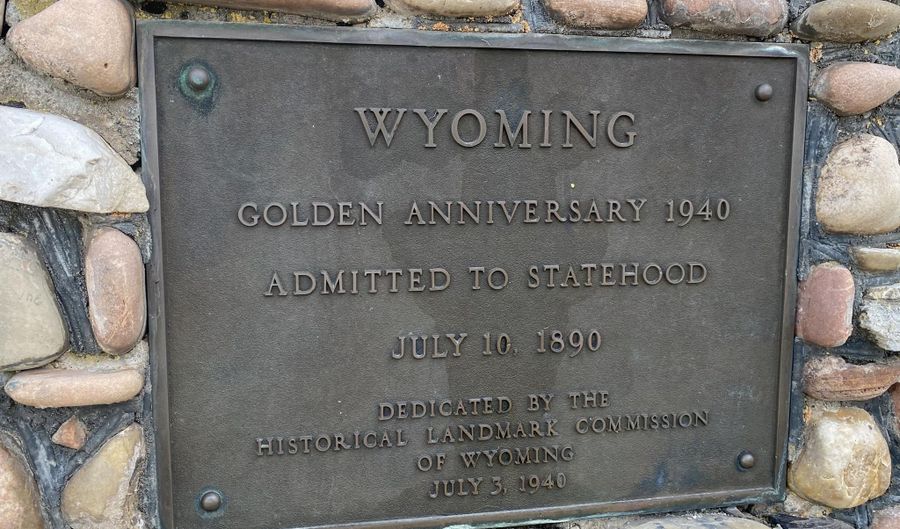 WYOMING
GOLDEN ANNIVERSARY 1940
ADMITTED TO STATEHOOD
JULY 10, 1890
DEDICATED BY THE
HISTORICAL LANDMARK COMMISSION
OF WYOMING
JULY 3, 1940